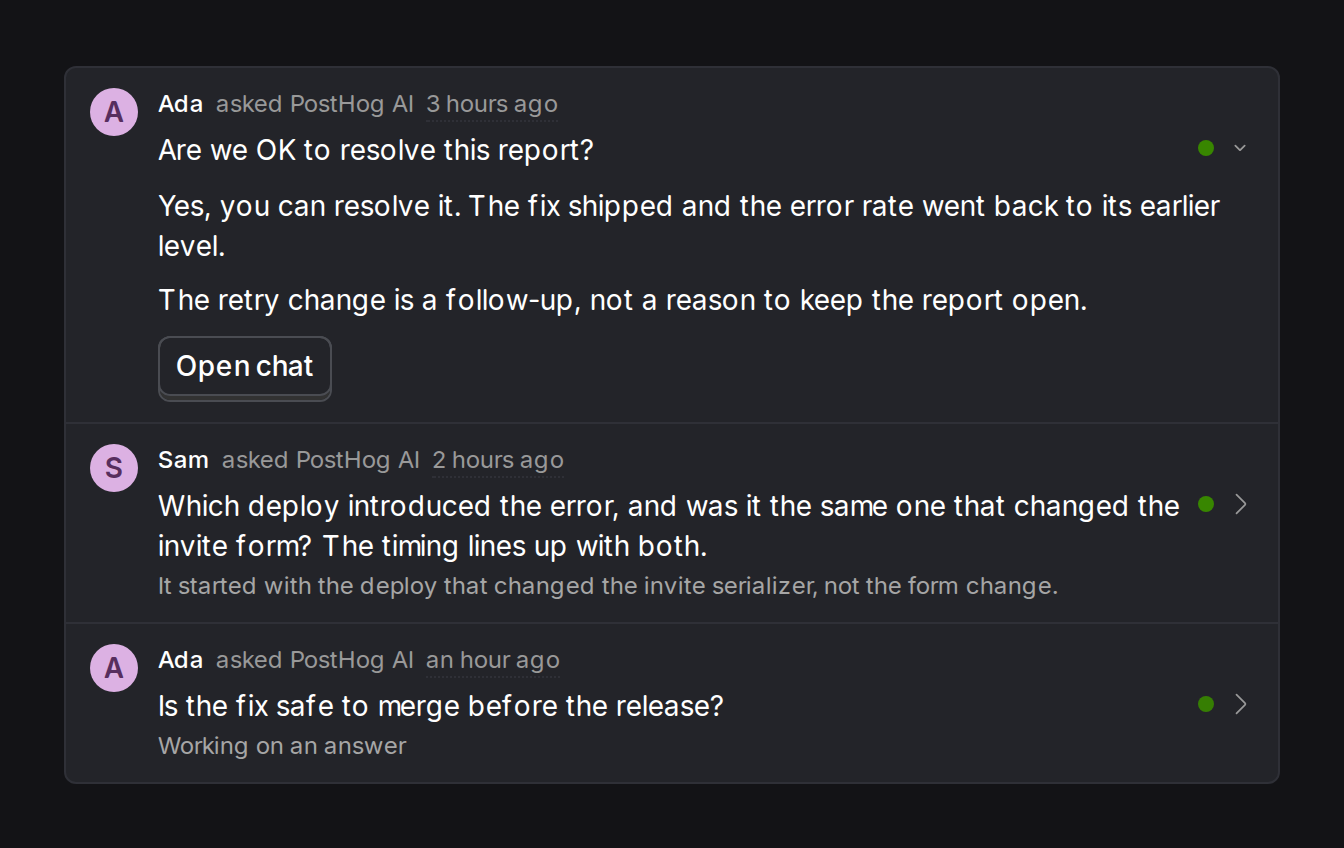 A
Ada asked PostHog AI 3 hours ago
Are we OK to resolve this report?
Yes, you can resolve it. The fix shipped and the error rate went back to its earlier
level.
The retry change is a follow-up, not a reason to keep the report open.
Open chat
S
Sam asked PostHog AI 2 hours ago
Which deploy introduced the error, and was it the same one that changed the
invite form? The timing lines up with both.
It started with the deploy that changed the invite serializer, not the form change.
A
Ada asked PostHog AI an hour ago
Is the fix safe to merge before the release?
Working on an answer